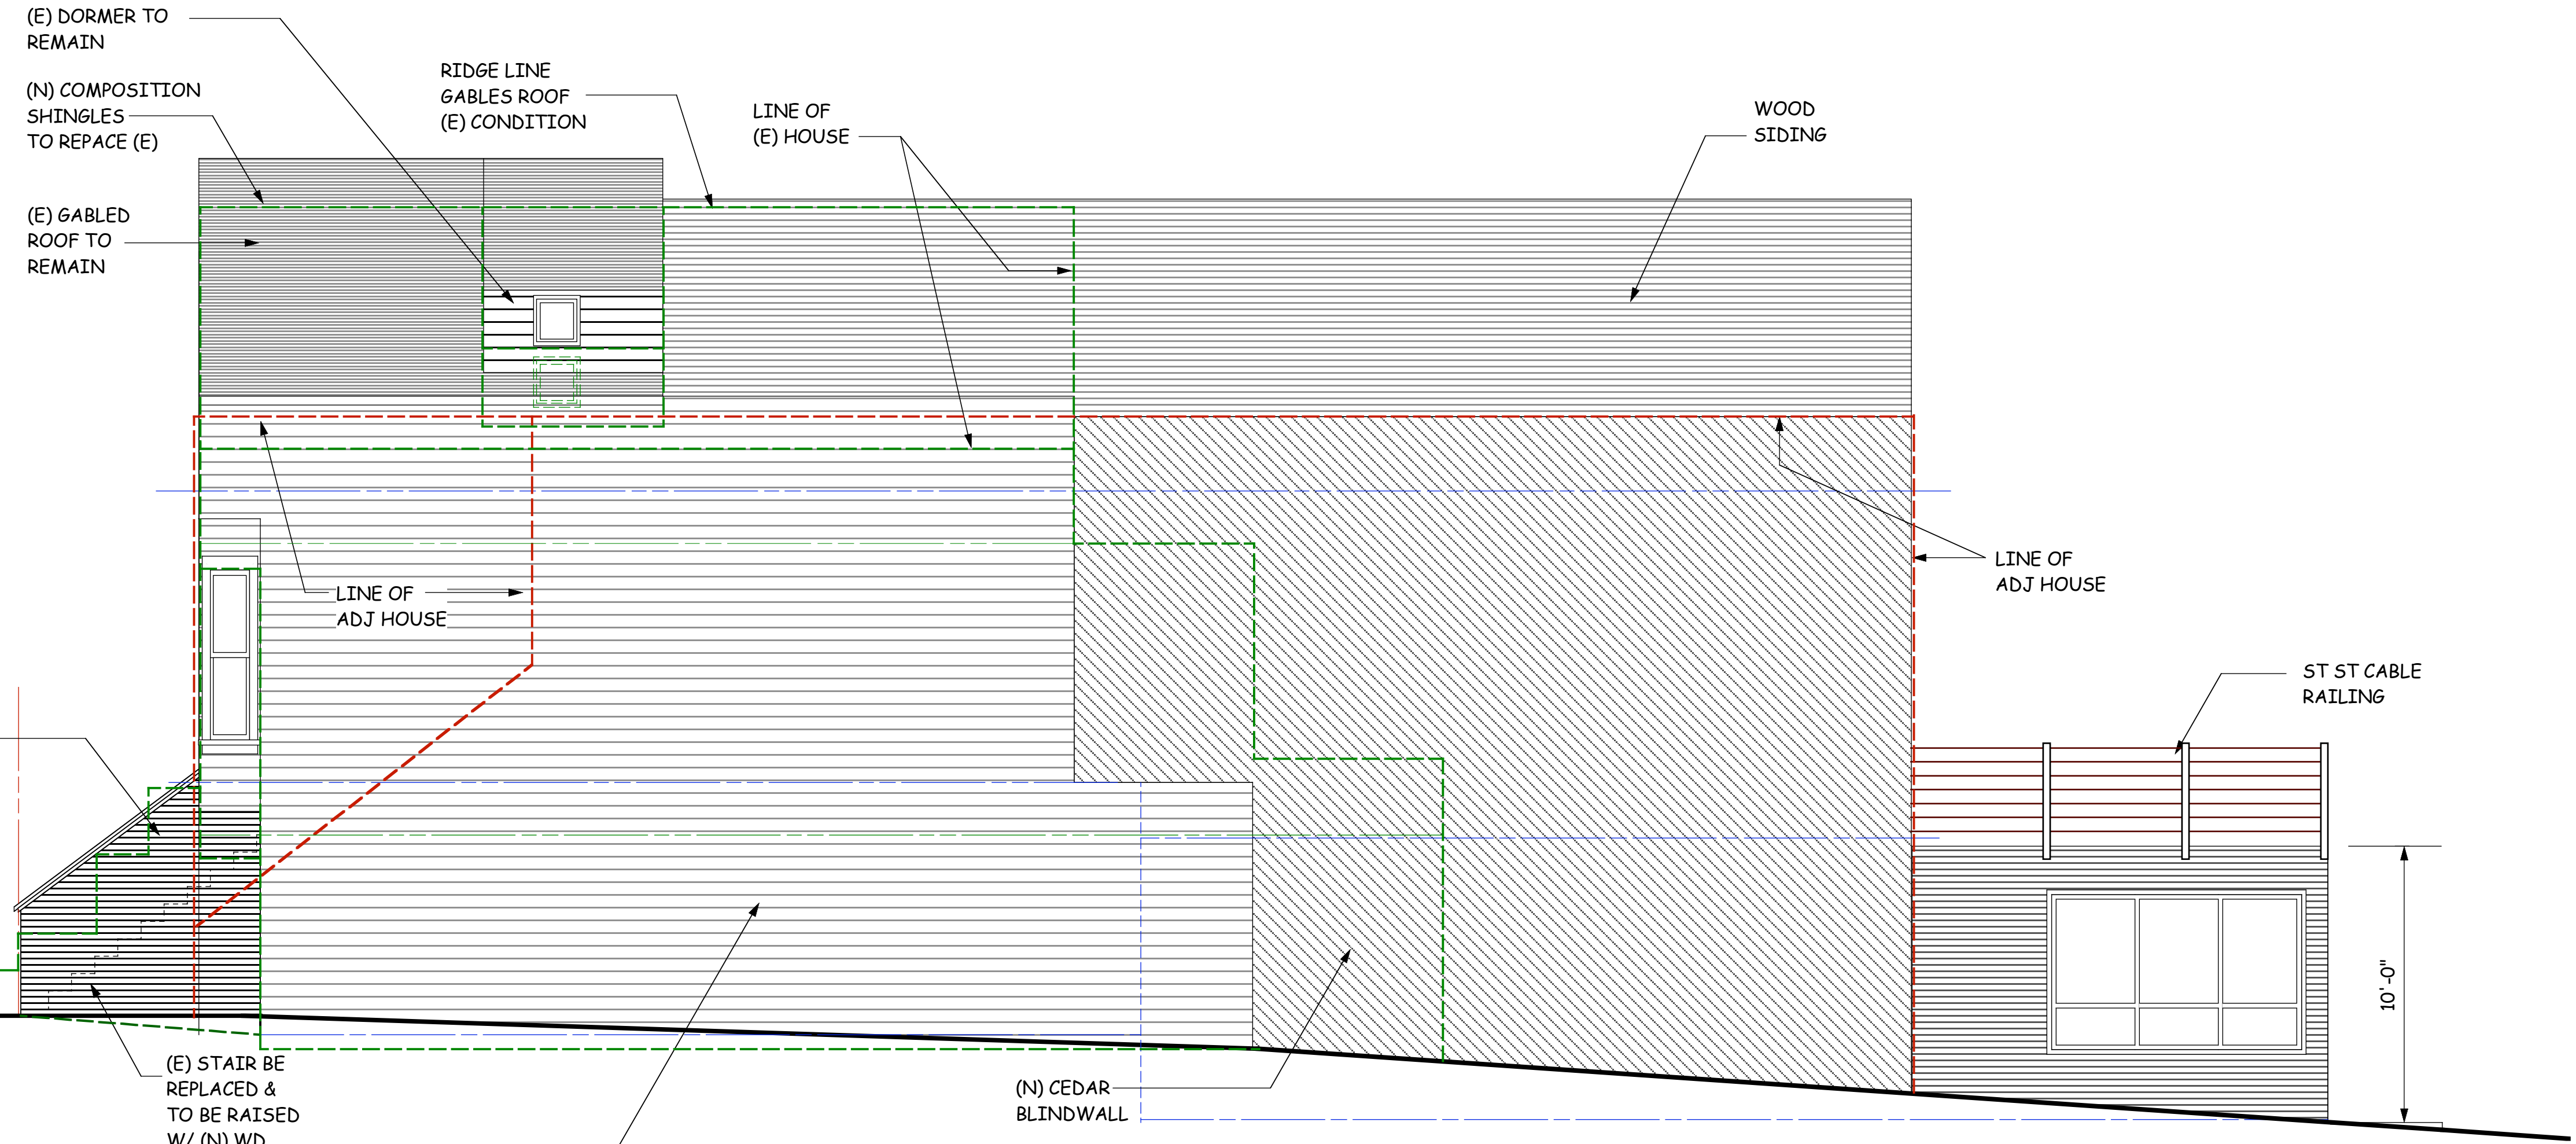 (E) DORMER TO
REMAIN
(N) COMPOSITION
SHINGLES
TO REPACE (E)
(E) GABLED
ROOF TO
REMAIN
RIDGE LINE
GABLES ROOF
(E) CONDITION
LINE OF
(E) HOUSE
WOOD
SIDING
LINE OF
ADJ HOUSE
LINE OF
ADJ HOUSE
ST ST CABLE
RAILING
10'-0"
(E) STAIR BE
REPLACED &
TO BE RAISED
W/ (N) WD
(N) CEDAR
BLINDWALL